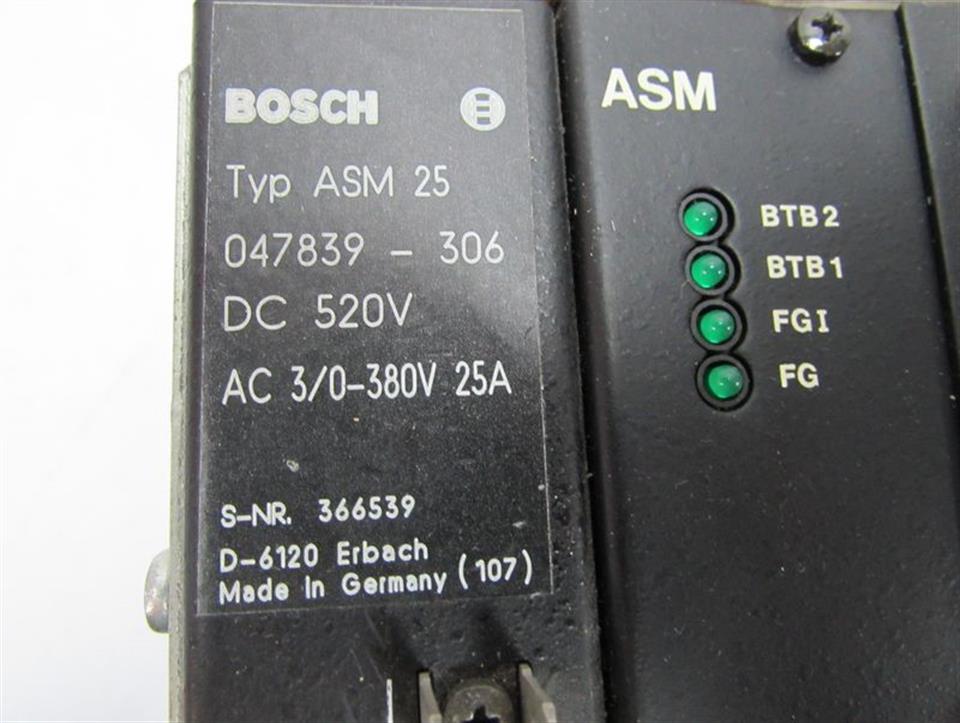 BOSCH
Typ ASM 25
047839 - 306
DC 520V
AC 3/0-380V 25A
S-NR. 366539
D-6120 Erbach
Made In Germany (107)
ASM
BTB2
BTB1
FGI
FG